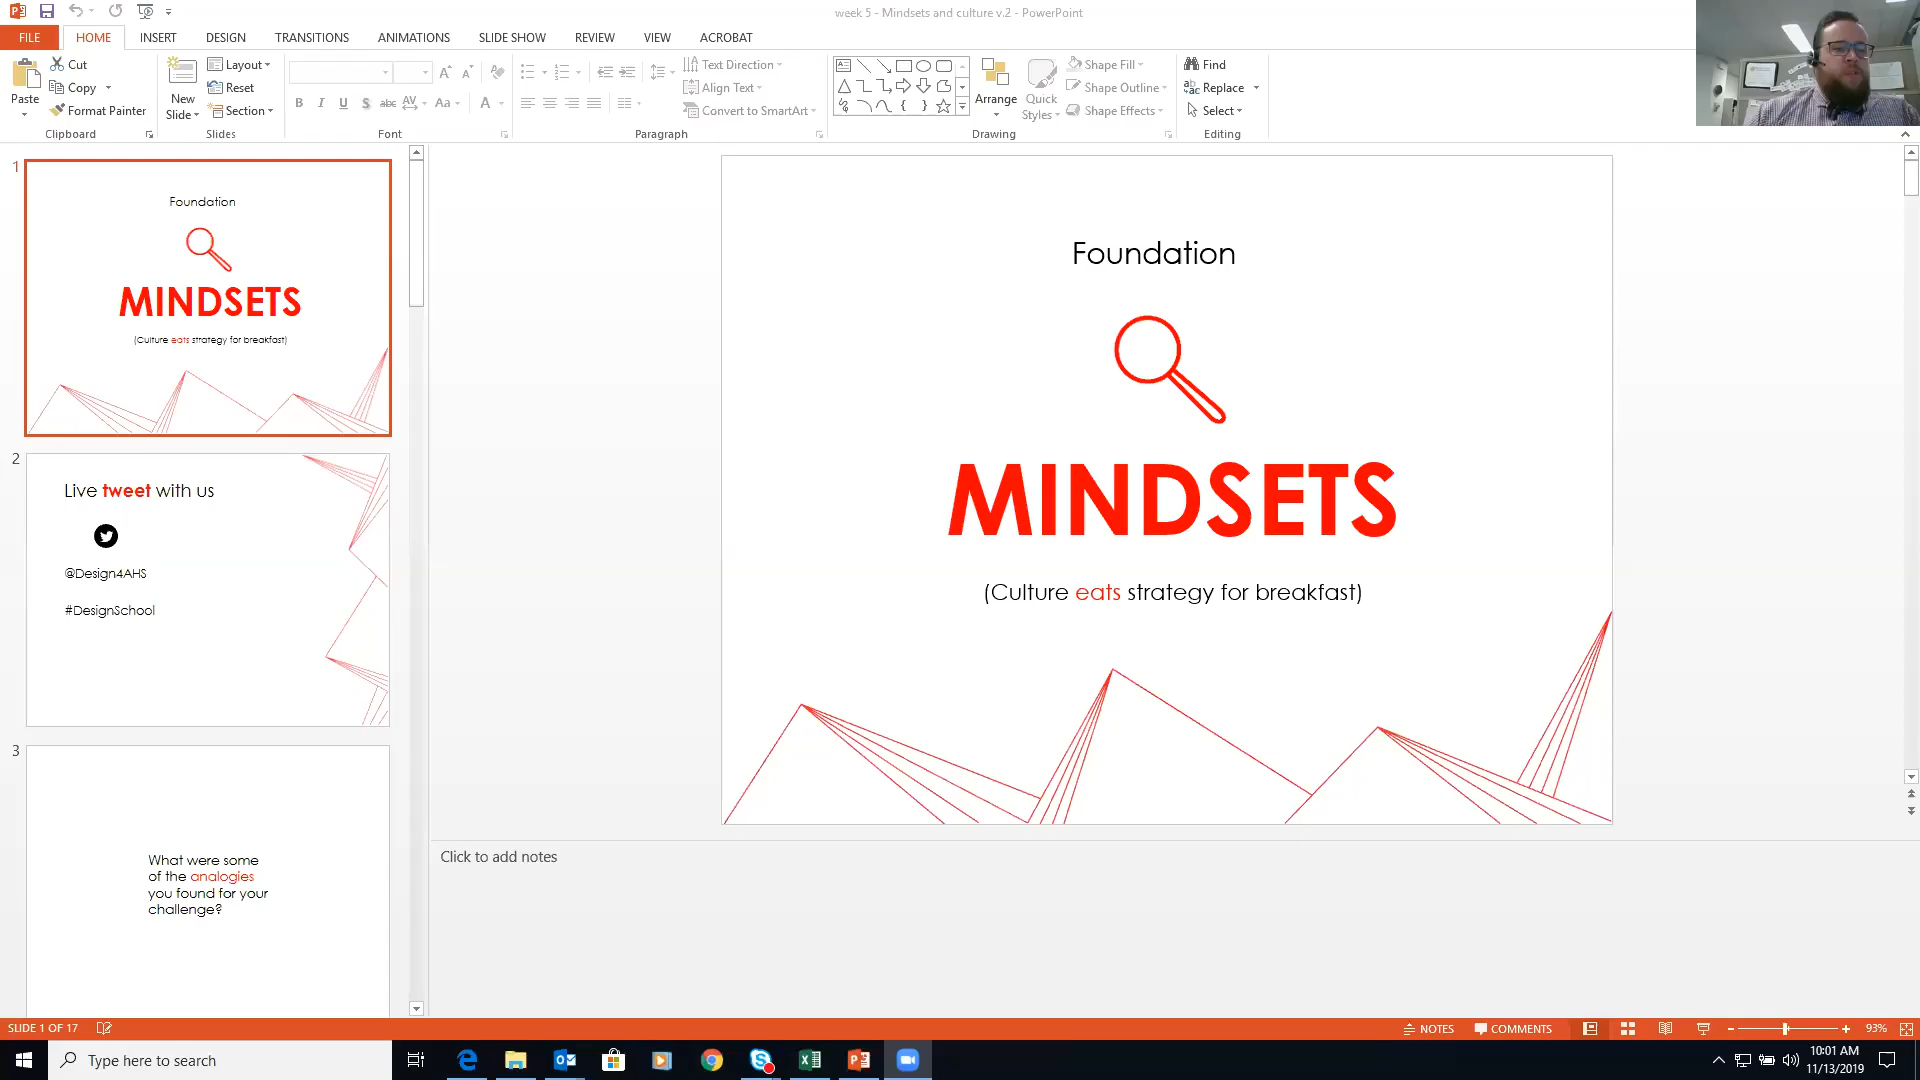 week 5 - Mindsets and culture v.2 - PowerPoint
FILE
HOME
INSERT
DESIGN
TRANSITIONS
ANIMATIONS
SLIDE SHOW
REVIEW
VIEW
ACROBAT
Paste
Cut
Copy
Format Painter
Clipboard
New Slide
Layout
Reset
Section
Slides
Font
Text Direction
Align Text
Convert to SmartArt
Paragraph
Arrange
Quick Styles
Shape Fill
Shape Outline
Shape Effects
Drawing
Find
Replace
Select
Editing
1
Foundation
MINDSETS
(Culture eats strategy for breakfast)
2
Live tweet with us
@Design4AHS
#DesignSchool
3
What were some
of the analogies
you found for your
challenge?
Foundation
MINDSETS
(Culture eats strategy for breakfast)
Click to add notes
SLIDE 1 OF 17
NOTES
COMMENTS
93%
Type here to search
10:01 AM
11/13/2019